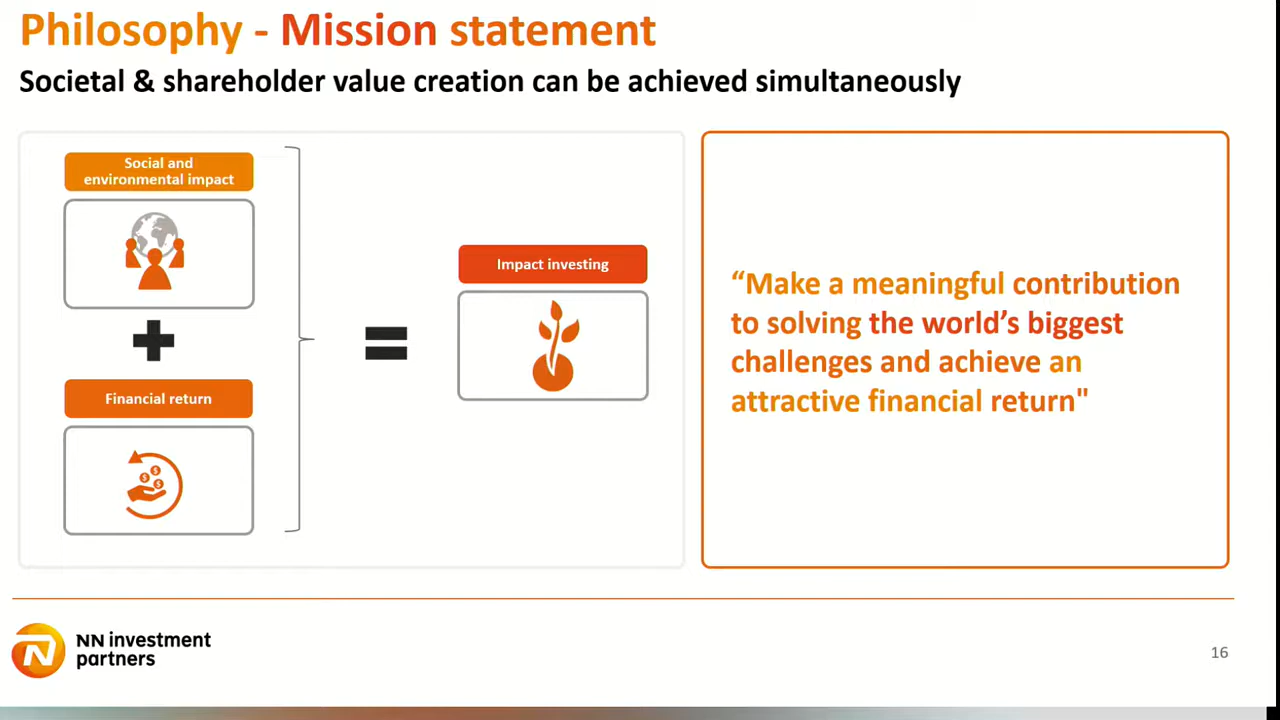 Philosophy - Mission statement
Societal & shareholder value creation can be achieved simultaneously
Social and
environmental impact
Financial return
Impact investing
“Make a meaningful contribution
to solving the world’s biggest
challenges and achieve an
attractive financial return"
NN investment
partners
16